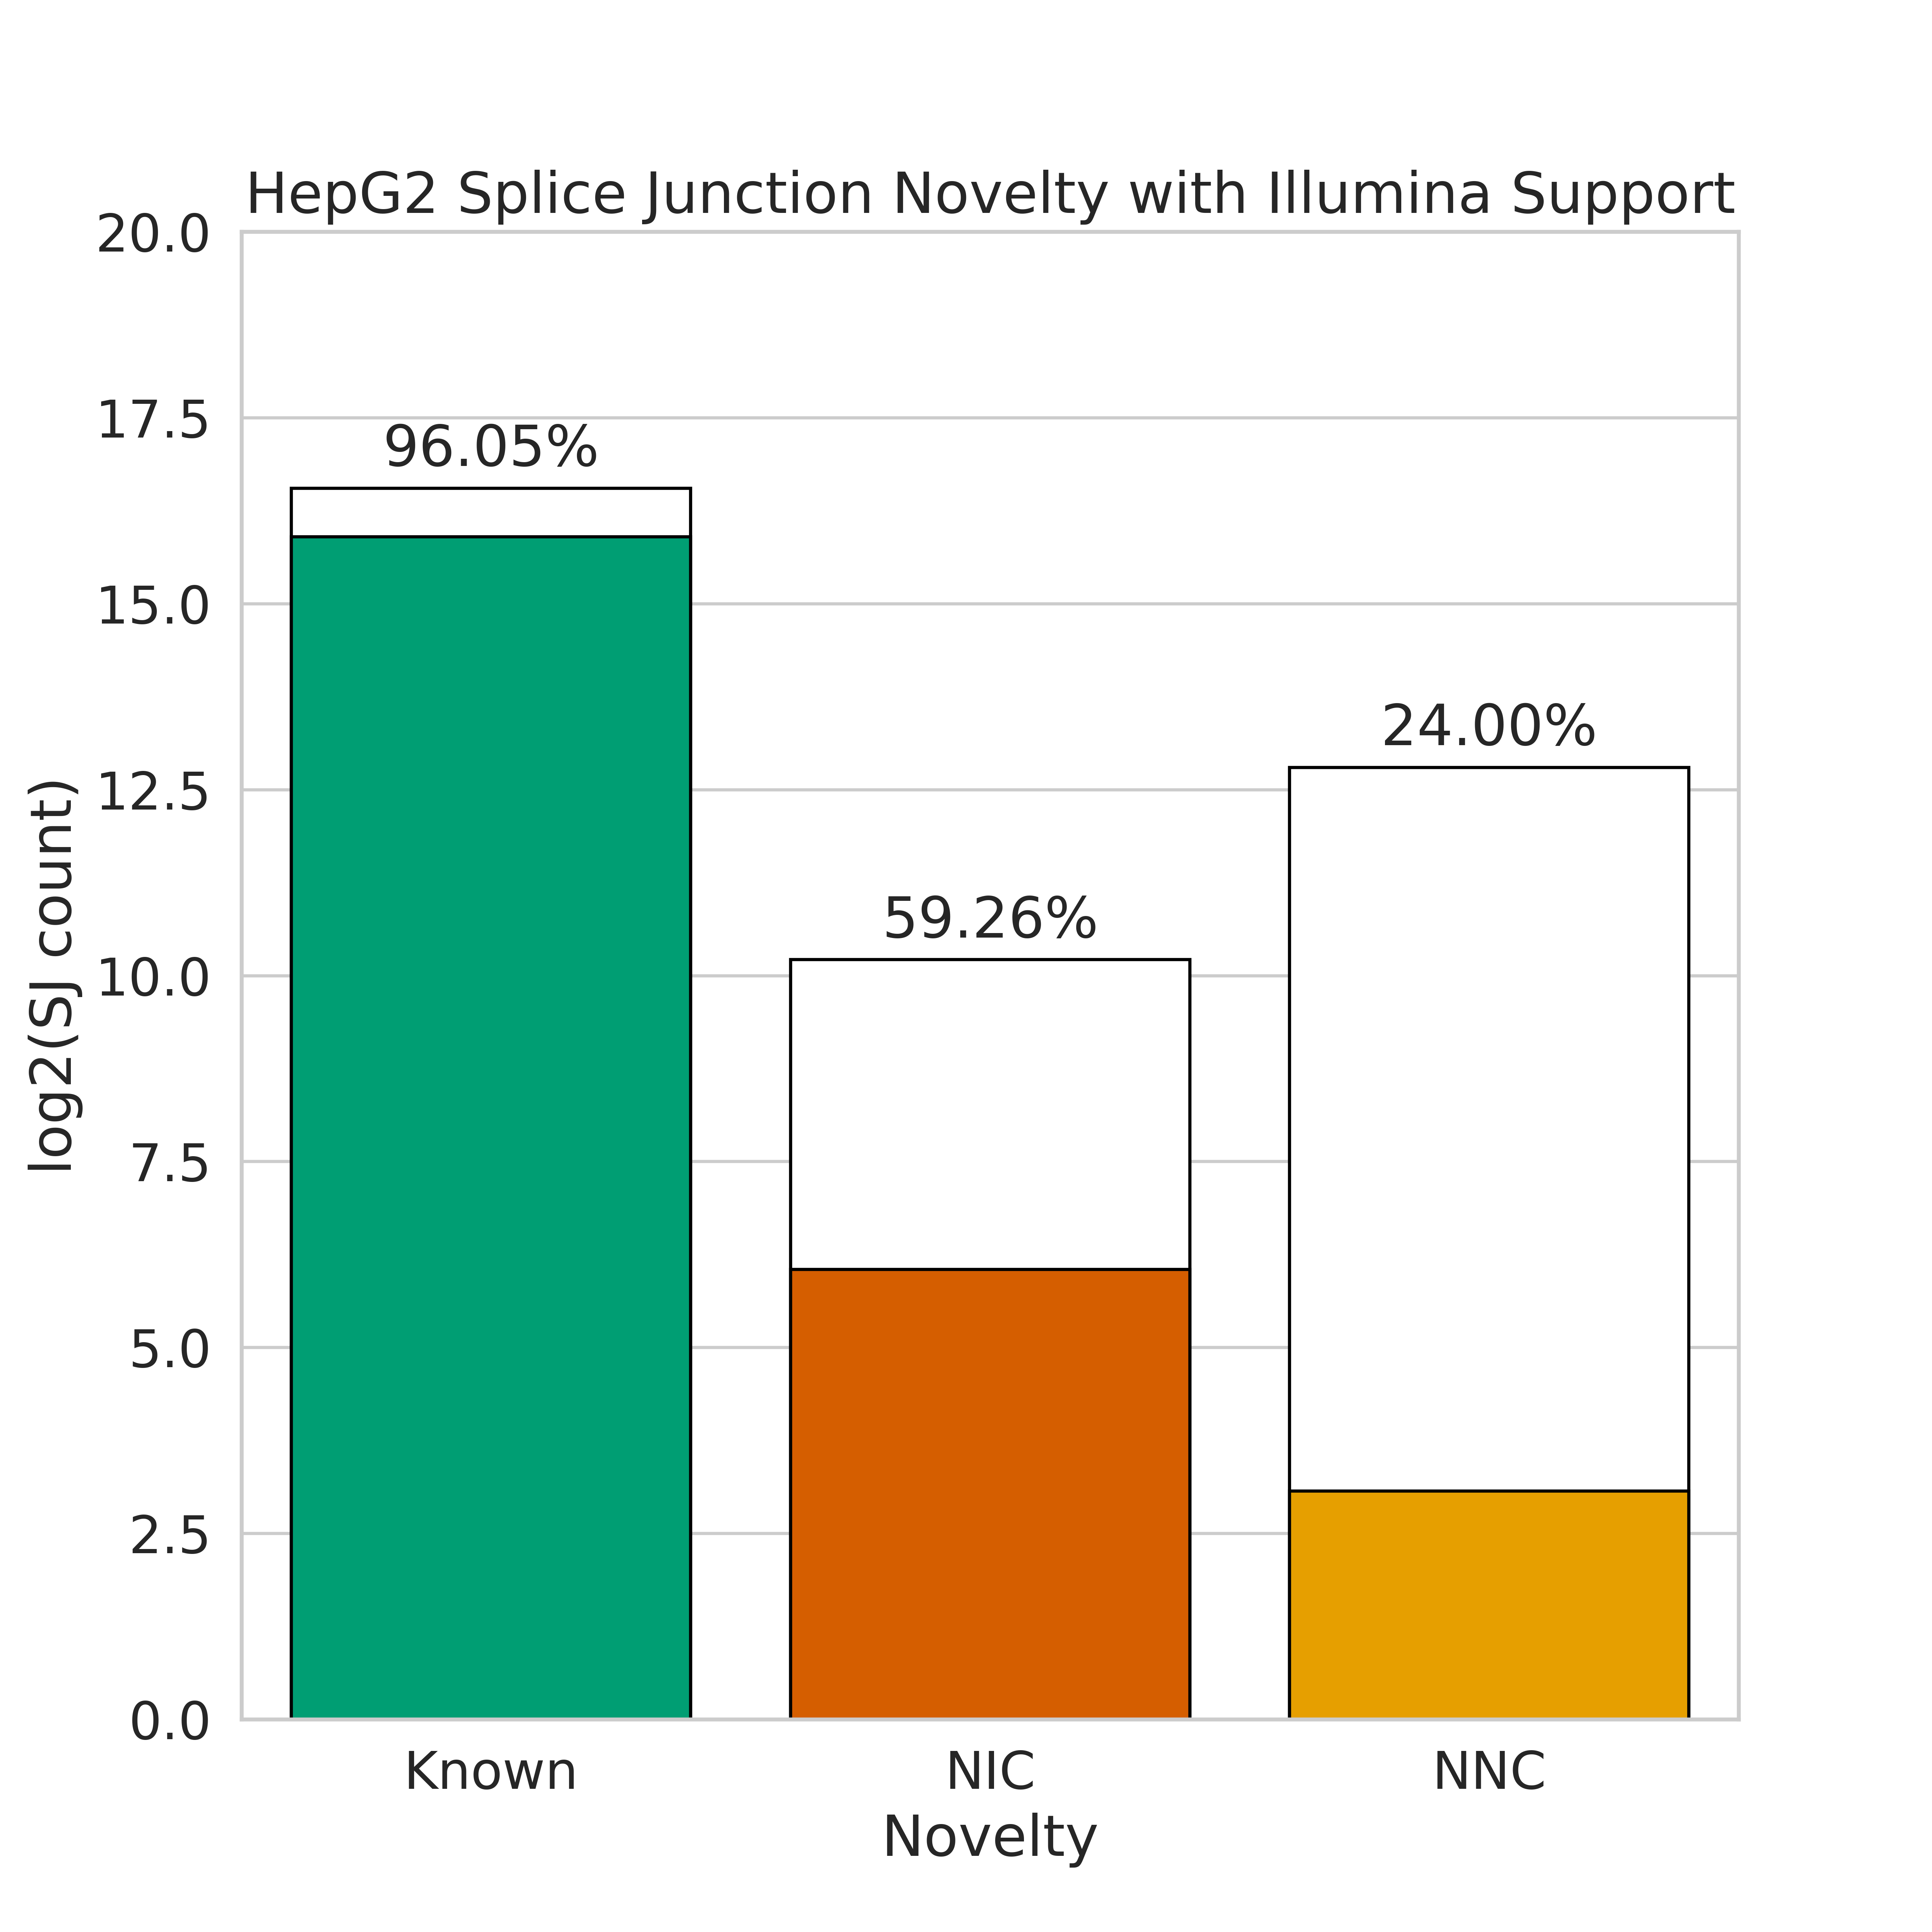 HepG2 Splice Junction Novelty with Illumina Support
20.0
17.5
15.0
12.5
10.0
7.5
5.0
2.5
0.0
log2(SJ count)
96.05%
59.26%
24.00%
Known
NIC
NNC
Novelty